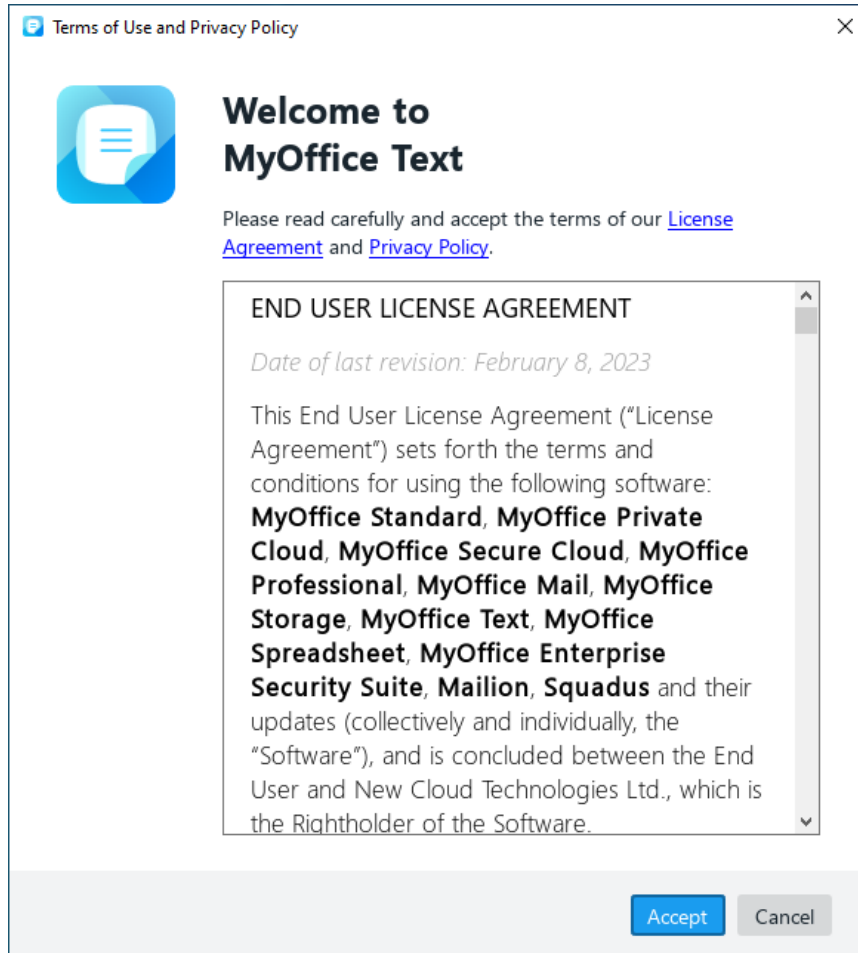 Terms of Use and Privacy Policy
Welcome to
MyOffice Text
Please read carefully and accept the terms of our License
Agreement and Privacy Policy.
END USER LICENSE AGREEMENT
Date of last revision: February 8, 2023
This End User License Agreement (“License
Agreement”) sets forth the terms and
conditions for using the following software:
MyOffice Standard, MyOffice Private
Cloud, MyOffice Secure Cloud, MyOffice
Professional, MyOffice Mail, MyOffice
Storage, MyOffice Text, MyOffice
Spreadsheet, MyOffice Enterprise
Security Suite, Mailion, Squadus and their
updates (collectively and individually, the
“Software”), and is concluded between the End
User and New Cloud Technologies Ltd., which is
the Rightholder of the Software.
Accept Cancel